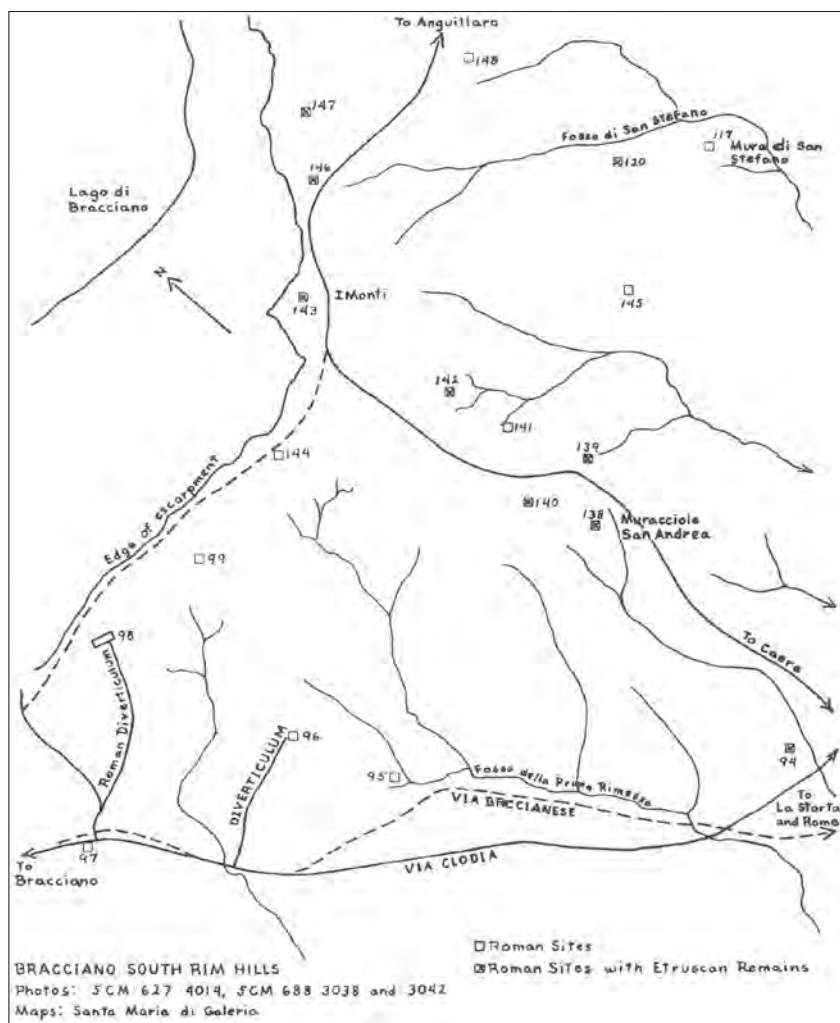 To Anguillara
148
147
Fosso di San Stefano
117
Mura di San
Stefano
120
146
Lago di
Bracciano
N
I Monti
143
145
142
141
144
139
Edge of escarpment
140
138
Muracciole
San Andrea
99
98
To Caere
Roman Diverticulum
96
DIVERTICULUM
94
95
Fosso della Prima Rimessa
VIA BRCCIANESE
To
La Storta
and Rome
97
To
Bracciano
VIA CLODIA
□ Roman Sites
⊠ Roman Sites with Etruscan Remains
BRACCIANO SOUTH RIM HILLS
Photos: 5CM 627 4014, 5CM 688 3038 and 3042
Maps: Santa Maria di Galeria